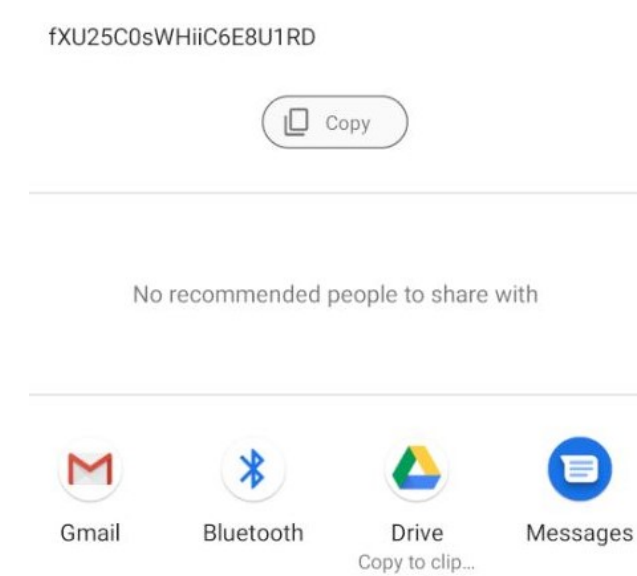 fXU25C0sWHiiC6E8U1RD
Copy
No recommended people to share with
Gmail Bluetooth Drive Messages
Copy to clip...